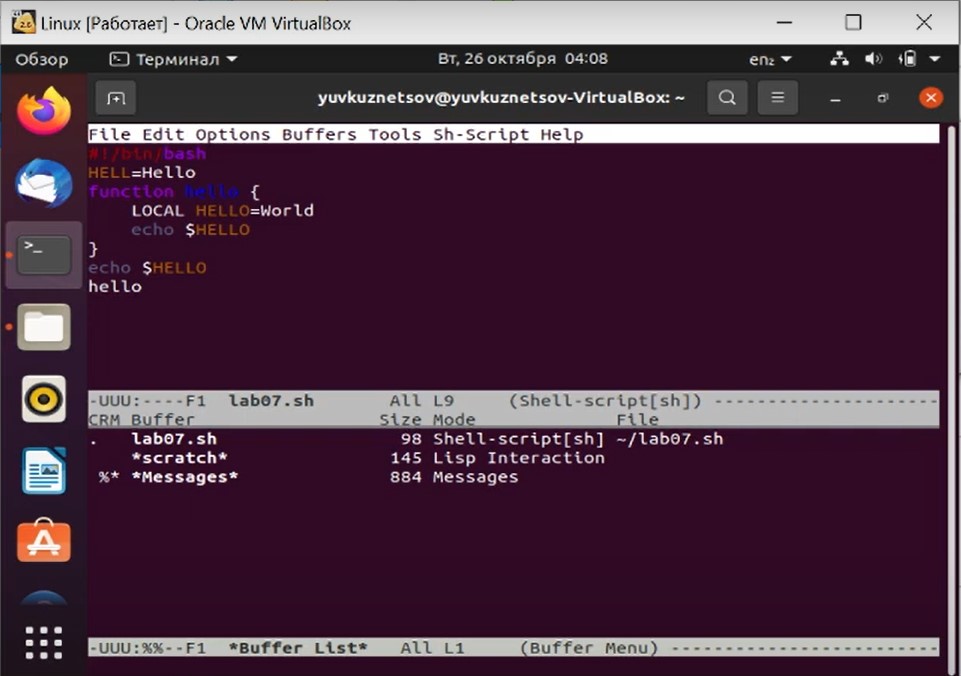 Linux [Работает] - Oracle VM VirtualBox
Обзор Терминал Вт, 26 октября 04:08 en₂
yuvkuznetsov@yuvkuznetsov-VirtualBox: ~
File Edit Options Buffers Tools Sh-Script Help
#!/bin/bash
HELL=Hello
function hello {
    LOCAL HELLO=World
    echo $HELLO
}
echo $HELLO
hello
-UUU:----F1  lab07.sh       All L9     (Shell-script[sh]) ---------------------
CRM Buffer                 Size Mode             File
.   lab07.sh                 98 Shell-script[sh] ~/lab07.sh
    *scratch*               145 Lisp Interaction
 %* *Messages*              884 Messages
-UUU:%%--F1  *Buffer List*   All L1     (Buffer Menu) -------------------------